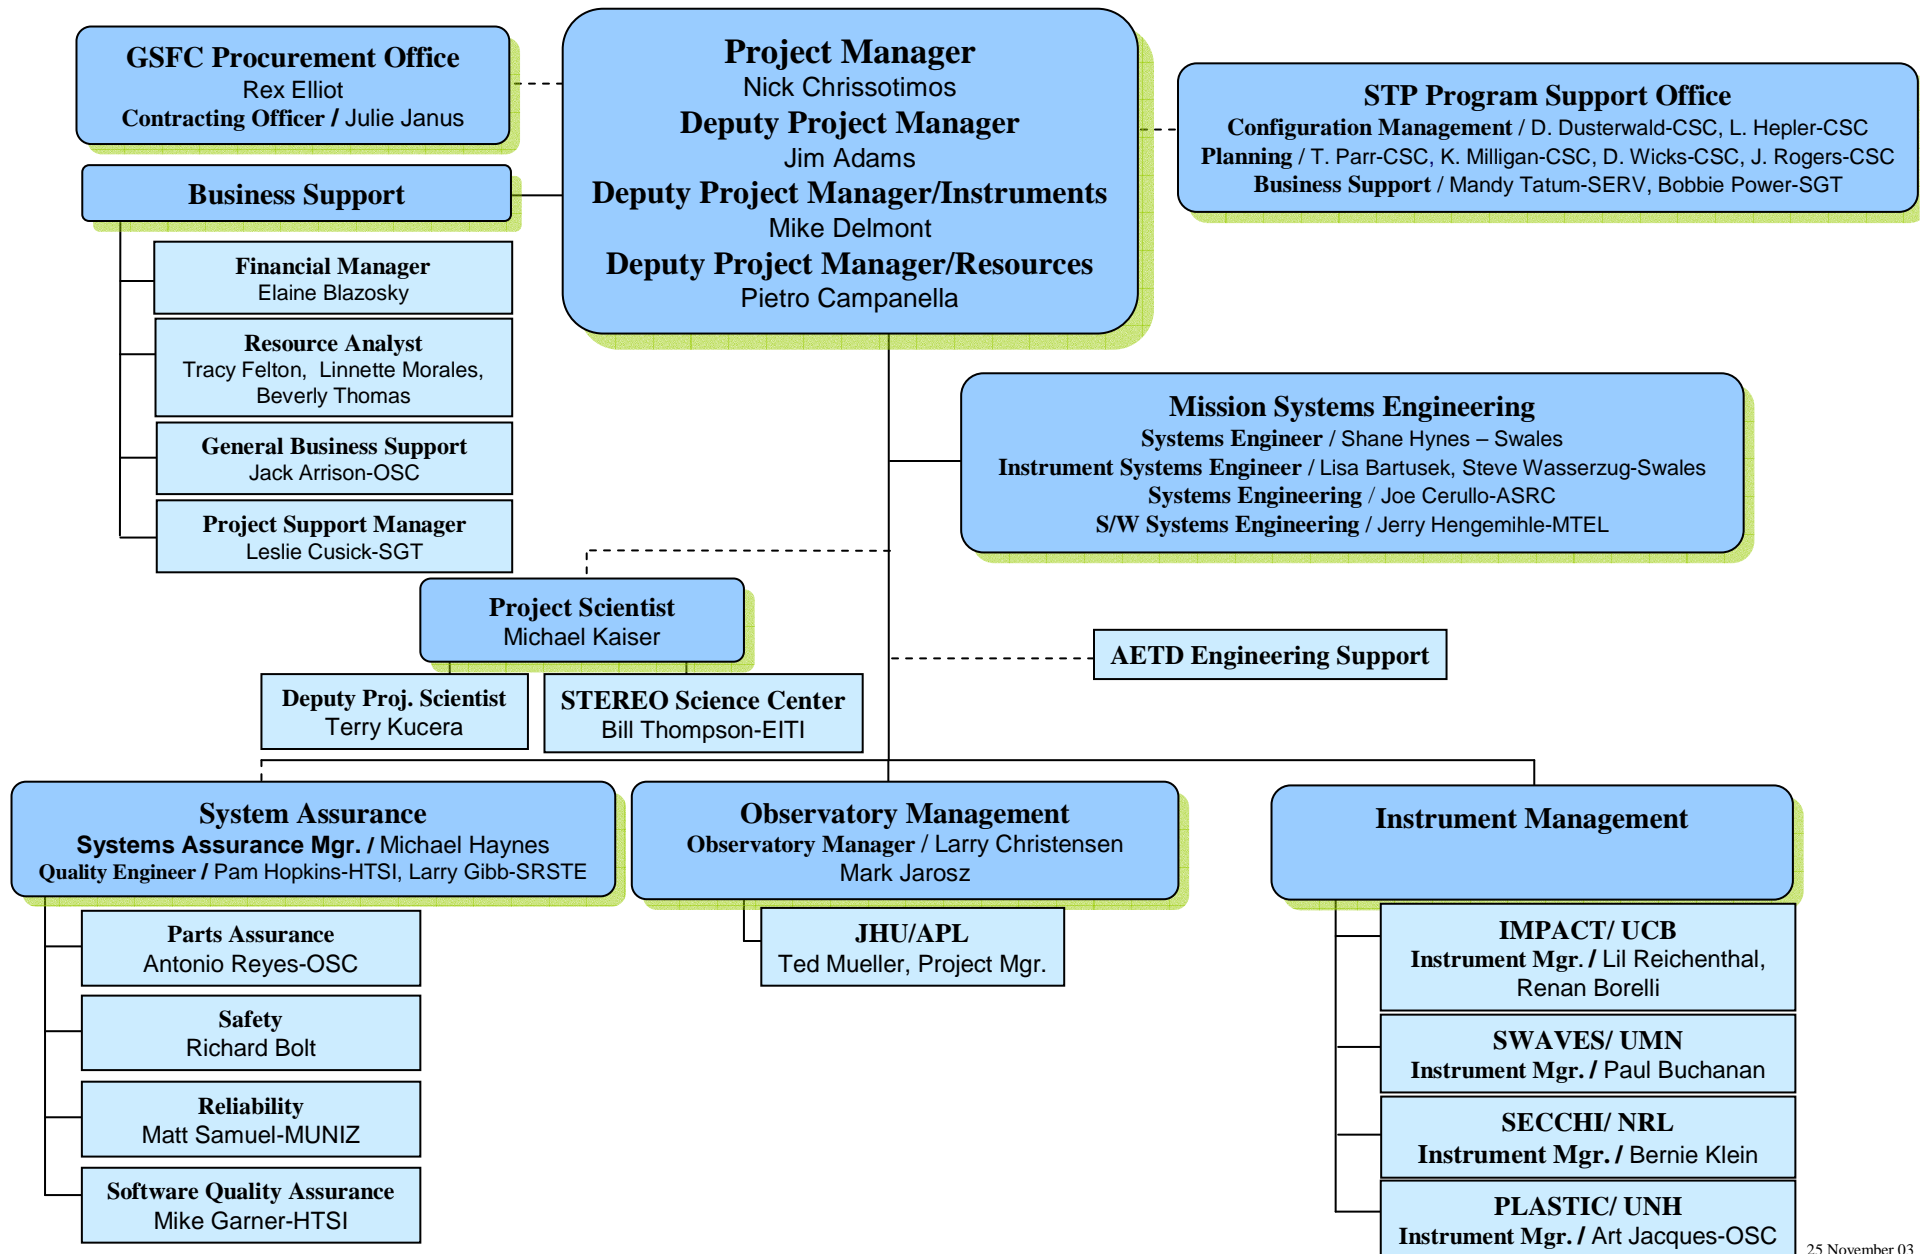 GSFC Procurement Office
Rex Elliot
Contracting Officer / Julie Janus
Project Manager
Nick Chrissotimos
Deputy Project Manager
Jim Adams
Deputy Project Manager/Instruments
Mike Delmont
Deputy Project Manager/Resources
Pietro Campanella
STP Program Support Office
Configuration Management / D. Dusterwald-CSC, L. Hepler-CSC
Planning / T. Parr-CSC, K. Milligan-CSC, D. Wicks-CSC, J. Rogers-CSC
Business Support / Mandy Tatum-SERV, Bobbie Power-SGT
Business Support
Financial Manager
Elaine Blazosky
Resource Analyst
Tracy Felton, Linnette Morales,
Beverly Thomas
General Business Support
Jack Arrison-OSC
Project Support Manager
Leslie Cusick-SGT
Mission Systems Engineering
Systems Engineer / Shane Hynes – Swales
Instrument Systems Engineer / Lisa Bartusek, Steve Wasserzug-Swales
Systems Engineering / Joe Cerullo-ASRC
S/W Systems Engineering / Jerry Hengemihle-MTEL
Project Scientist
Michael Kaiser
AETD Engineering Support
Deputy Proj. Scientist
Terry Kucera
STEREO Science Center
Bill Thompson-EITI
System Assurance
Systems Assurance Mgr. / Michael Haynes
Quality Engineer / Pam Hopkins-HTSI, Larry Gibb-SRSTE
Parts Assurance
Antonio Reyes-OSC
Safety
Richard Bolt
Reliability
Matt Samuel-MUNIZ
Software Quality Assurance
Mike Garner-HTSI
Observatory Management
Observatory Manager / Larry Christensen
Mark Jarosz
JHU/APL
Ted Mueller, Project Mgr.
Instrument Management
IMPACT/ UCB
Instrument Mgr. / Lil Reichenthal,
Renan Borelli
SWAVES/ UMN
Instrument Mgr. / Paul Buchanan
SECCHI/ NRL
Instrument Mgr. / Bernie Klein
PLASTIC/ UNH
Instrument Mgr. / Art Jacques-OSC
25 November 03